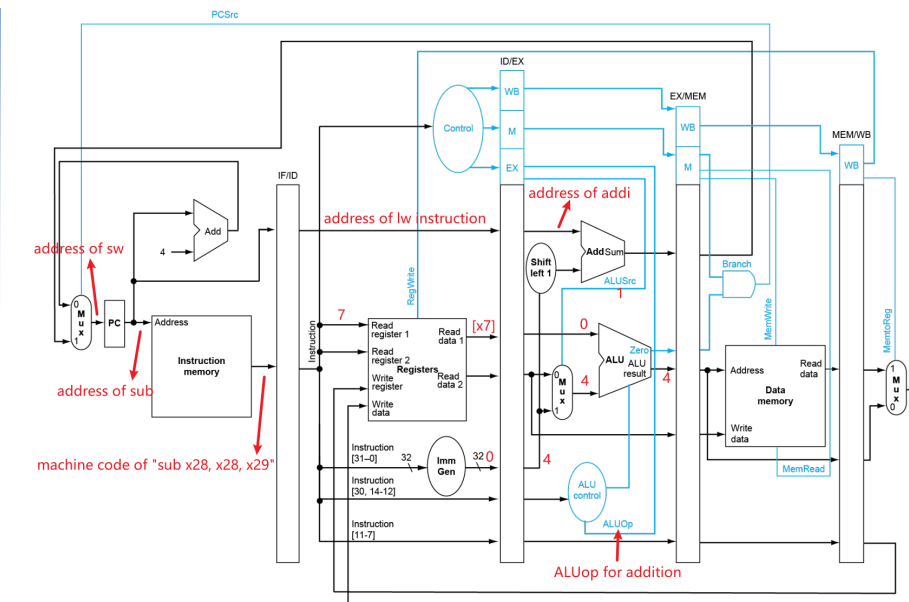 PCSrc
ID/EX
WB
EX/MEM
Control
M
WB
MEM/WB
EX
M
WB
IF/ID
address of addi
address of lw instruction
Add
address of sw
4
Add Sum
Shift
left 1
Branch
ALUSrc
1
RegWrite
MemWrite
MemtoReg
0
M
u
x
1
PC
Address
Instruction
memory
Instruction
7
Read
register 1
Read
data 1
[x7]
Read
register 2
Registers
Write
register
Read
data 2
Write
data
0
ALU
Zero
ALU
result
4
0
M
u
x
1
4
Address
Read
data
Data
memory
Write
data
1
M
u
x
0
address of sub
machine code of "sub x28, x28, x29"
Instruction
[31–0]
32
Imm
Gen
32
0
4
MemRead
Instruction
[30, 14-12]
ALU
control
Instruction
[11-7]
ALUOp
ALUop for addition